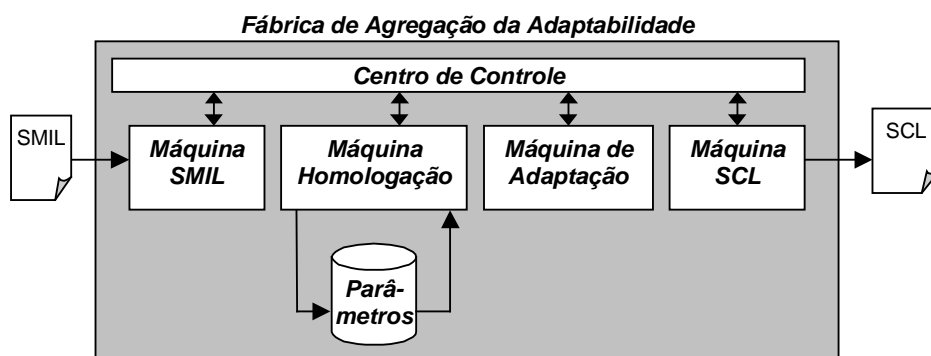 Fábrica de Agregação da Adaptabilidade
Centro de Controle
SMIL
Máquina
SMIL
Máquina
Homologação
Máquina de
Adaptação
Máquina
SCL
SCL
Parâ-
metros